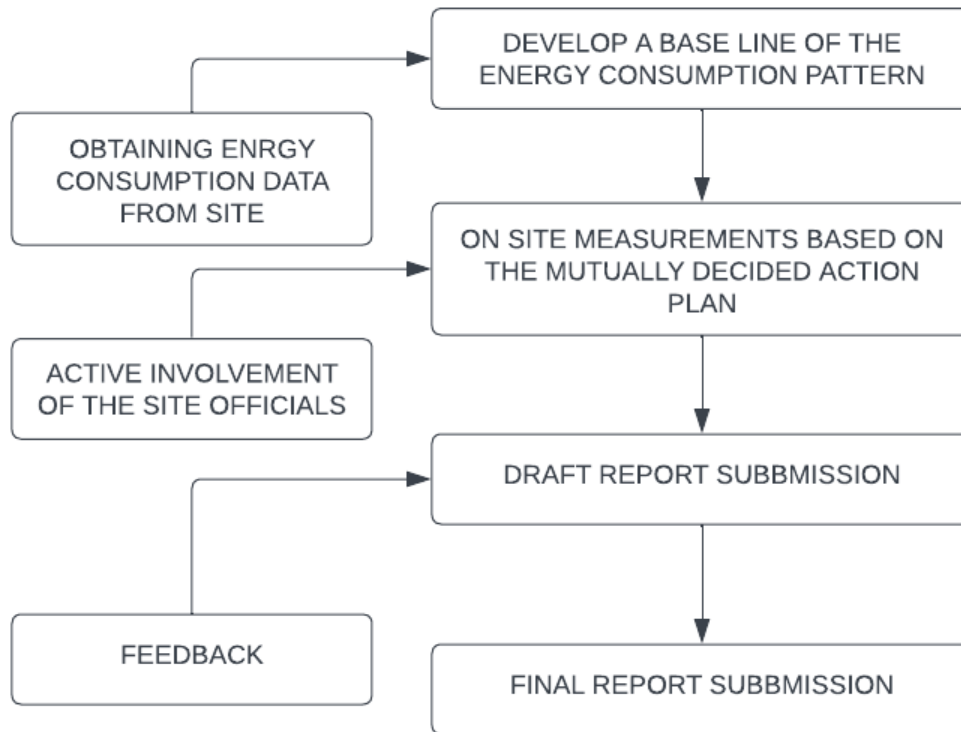 DEVELOP A BASE LINE OF THE
ENERGY CONSUMPTION PATTERN
OBTAINING ENRGY
CONSUMPTION DATA
FROM SITE
ON SITE MEASUREMENTS BASED ON
THE MUTUALLY DECIDED ACTION
PLAN
ACTIVE INVOLVEMENT
OF THE SITE OFFICIALS
DRAFT REPORT SUBBMISSION
FEEDBACK
FINAL REPORT SUBBMISSION